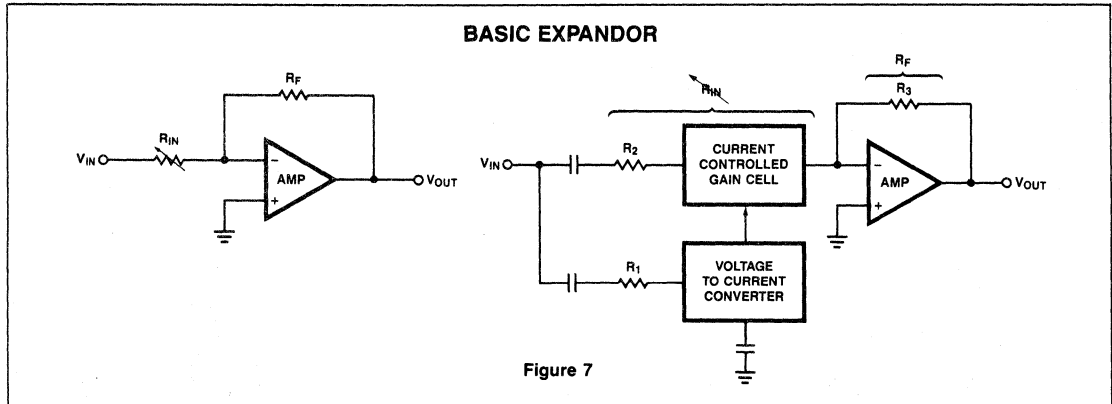 BASIC EXPANDOR
RF
RIN
VIN
−
AMP
+
VOUT
RIN
RF
R3
VIN
R2
CURRENT
CONTROLLED
GAIN CELL
−
AMP
+
VOUT
R1
VOLTAGE
TO CURRENT
CONVERTER
Figure 7